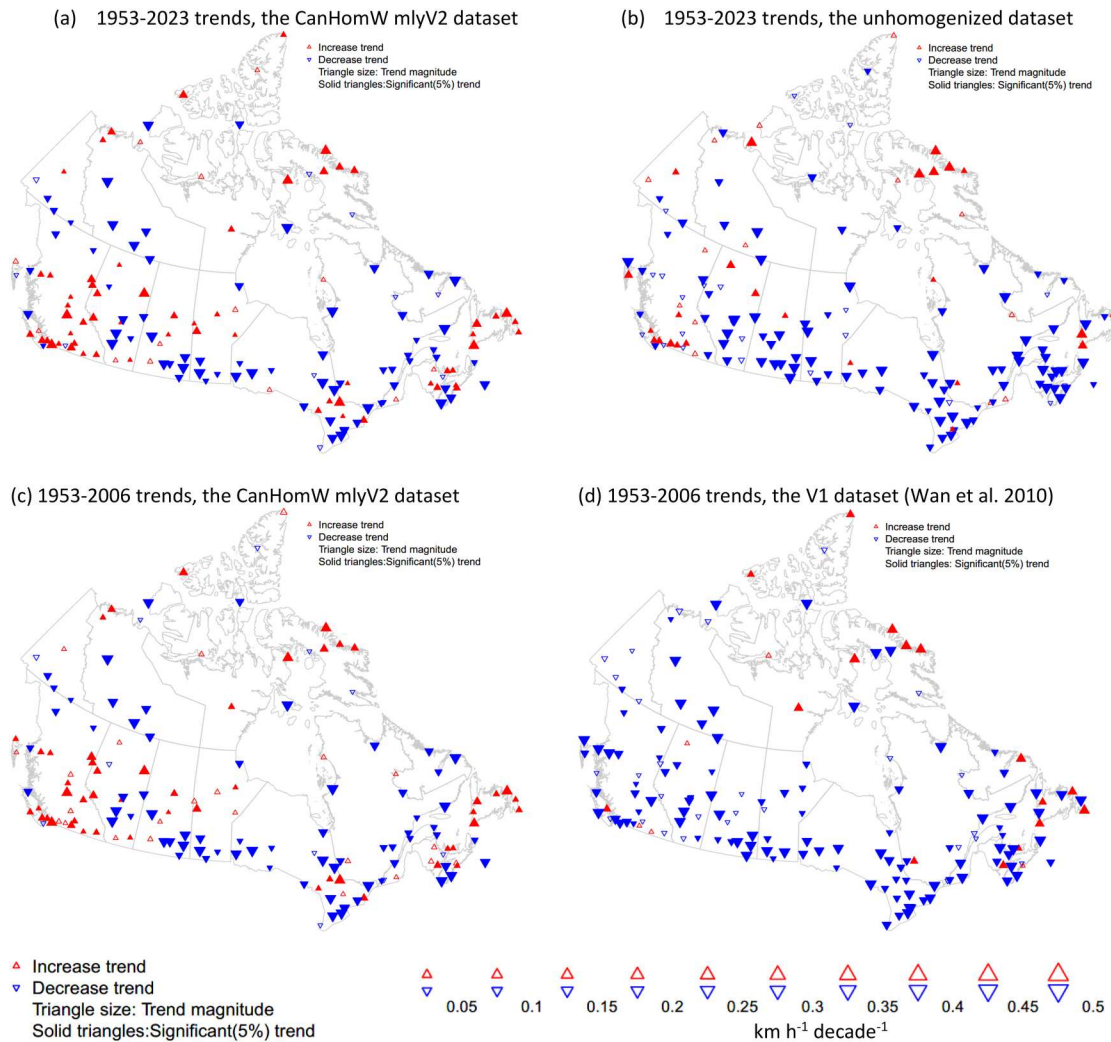 (a) 1953-2023 trends, the CanHomW mlyV2 dataset
Increase trend
Decrease trend
Triangle size: Trend magnitude
Solid triangles:Significant(5%) trend
(b) 1953-2023 trends, the unhomogenized dataset
Increase trend
Decrease trend
Triangle size: Trend magnitude
Solid triangles: Significant(5%) trend
(c) 1953-2006 trends, the CanHomW mlyV2 dataset
Increase trend
Decrease trend
Triangle size: Trend magnitude
Solid triangles:Significant(5%) trend
(d) 1953-2006 trends, the V1 dataset (Wan et al. 2010)
Increase trend
Decrease trend
Triangle size: Trend magnitude
Solid triangles: Significant(5%) trend
Increase trend
Decrease trend
Triangle size: Trend magnitude
Solid triangles:Significant(5%) trend
0.05 0.1 0.15 0.2 0.25 0.3 0.35 0.4 0.45 0.5
km h⁻¹ decade⁻¹